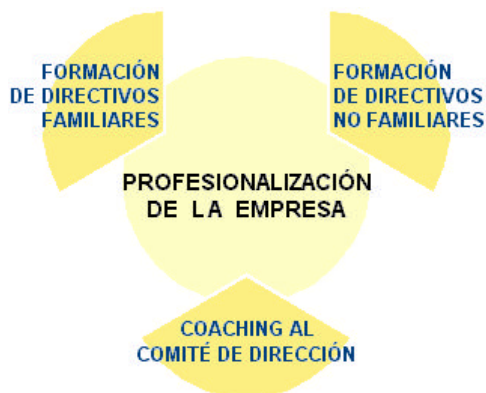 FORMACIÓN
DE DIRECTIVOS
FAMILIARES
FORMACIÓN
DE DIRECTIVOS
NO FAMILIARES
PROFESIONALIZACIÓN
DE LA EMPRESA
COACHING AL
COMITÉ DE DIRECCIÓN